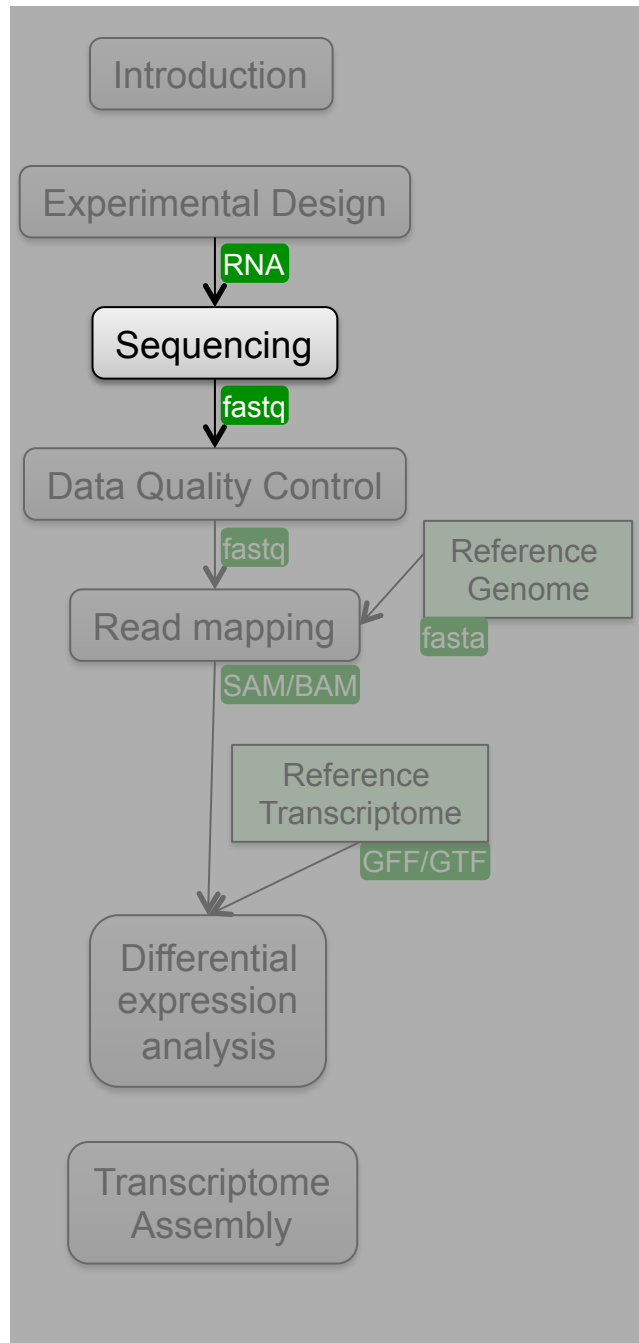 Introduction
Experimental Design
RNA
Sequencing
fastq
Data Quality Control
fastq
Reference
Genome
fasta
Read mapping
SAM/BAM
Reference
Transcriptome
GFF/GTF
Differential
expression
analysis
Transcriptome
Assembly